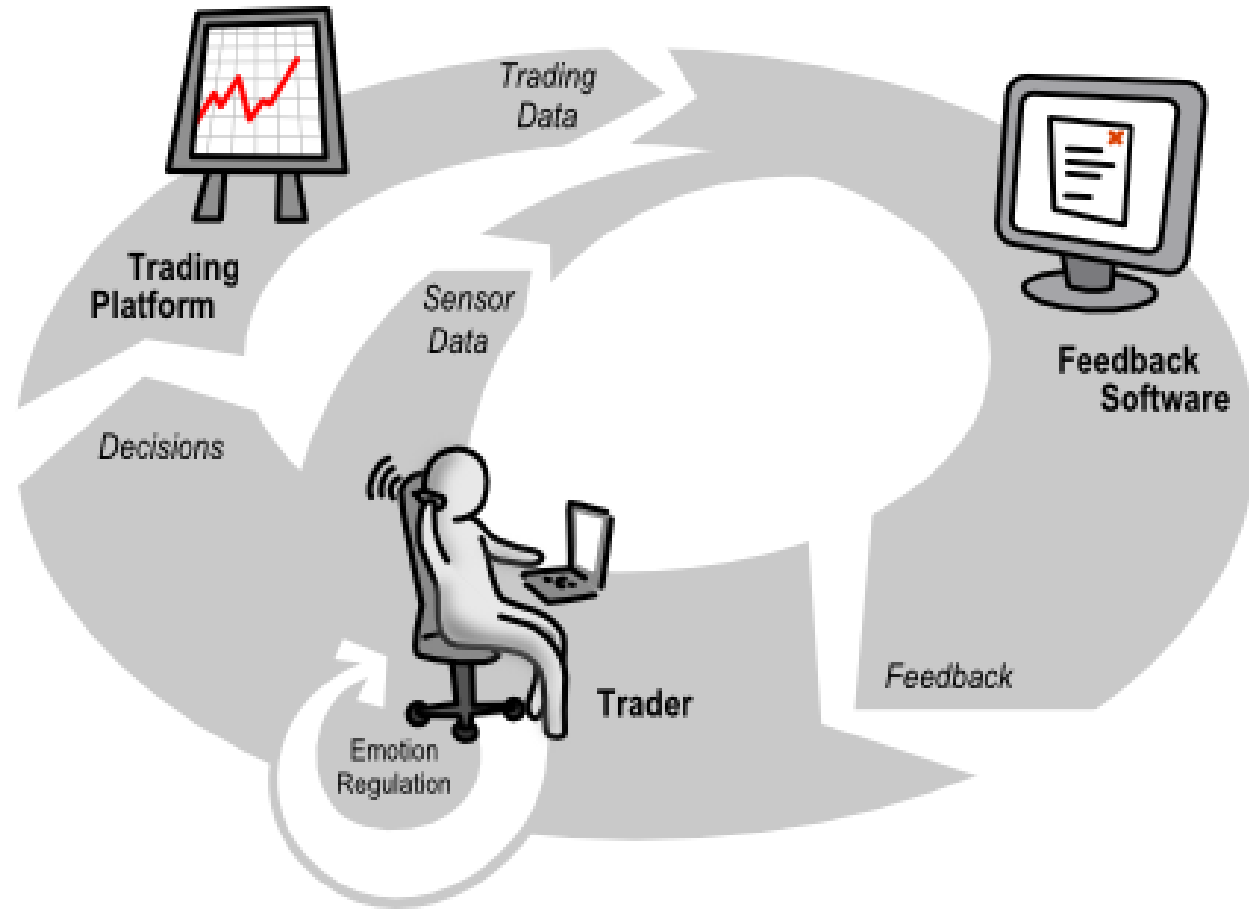 Trading
Data
Trading
Platform
Sensor
Data
Feedback
Software
Decisions
Feedback
Trader
Emotion
Regulation